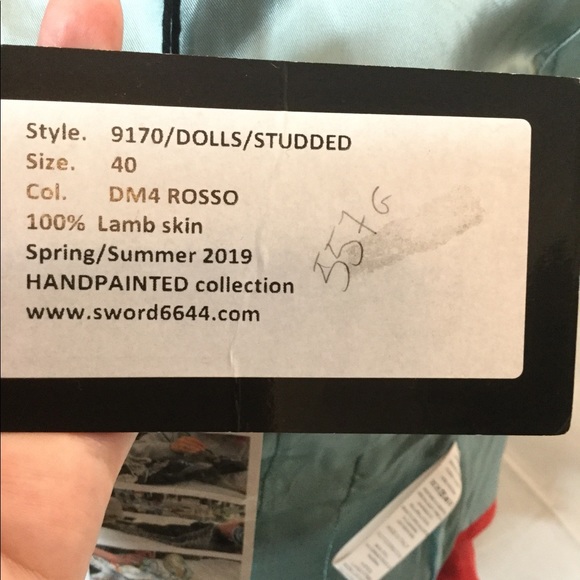 Style. 9170/DOLLS/STUDDED
Size. 40
Col. DM4 ROSSO
100% Lamb skin
Spring/Summer 2019
HANDPAINTED collection
www.sword6644.com
557G